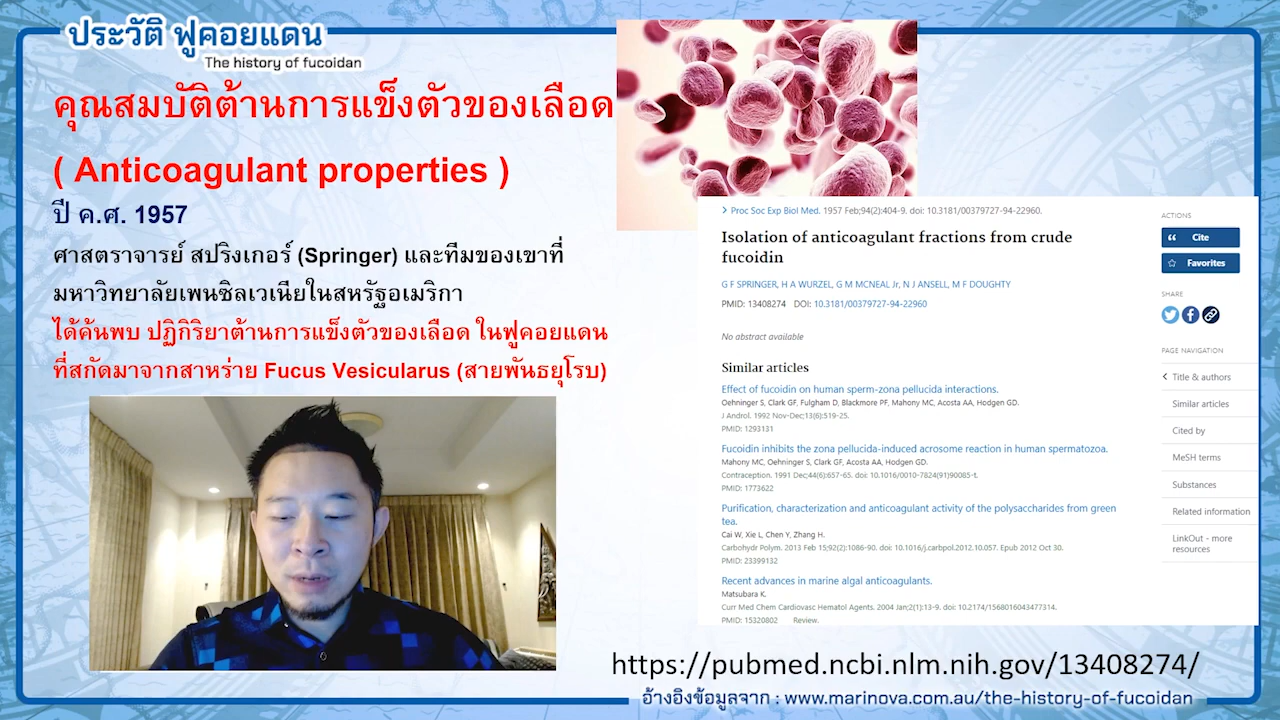 ประวัติ ฟูคอยแดน
The history of fucoidan
คุณสมบัติต้านการแข็งตัวของเลือด
( Anticoagulant properties )
ปี ค.ศ. 1957
ศาสตราจารย์ สปริงเกอร์ (Springer) และทีมของเขาที่
มหาวิทยาลัยเพนซิลเวเนียในสหรัฐอเมริกา
ได้ค้นพบ ปฏิกิริยาต้านการแข็งตัวของเลือด ในฟูคอยแดน
ที่สกัดมาจากสาหร่าย Fucus Vesicularus (สายพันธยุโรบ)
Proc Soc Exp Biol Med. 1957 Feb;94(2):404-9. doi: 10.3181/00379727-94-22960.
Isolation of anticoagulant fractions from crude
fucoidin
G F SPRINGER, H A WURZEL, G M MCNEAL Jr, N J ANSELL, M F DOUGHTY
PMID: 13408274 DOI: 10.3181/00379727-94-22960
No abstract available
Similar articles
Effect of fucoidin on human sperm-zona pellucida interactions.
Oehninger S, Clark GF, Fulgham D, Blackmore PF, Mahony MC, Acosta AA, Hodgen GD.
J Androl. 1992 Nov-Dec;13(6):519-25.
PMID: 1293131
Fucoidin inhibits the zona pellucida-induced acrosome reaction in human spermatozoa.
Mahony MC, Oehninger S, Clark GF, Acosta AA, Hodgen GD.
Contraception. 1991 Dec;44(6):657-65. doi: 10.1016/0010-7824(91)90085-t.
PMID: 1773622
Purification, characterization and anticoagulant activity of the polysaccharides from green
tea.
Cai W, Xie L, Chen Y, Zhang H.
Carbohydr Polym. 2013 Feb 15;92(2):1086-90. doi: 10.1016/j.carbpol.2012.10.057. Epub 2012 Oct 30.
PMID: 23399132
Recent advances in marine algal anticoagulants.
Matsubara K.
Curr Med Chem Cardiovasc Hematol Agents. 2004 Jan;2(1):13-9. doi: 10.2174/1568016043477314.
PMID: 15320802 Review.
ACTIONS
Cite
Favorites
SHARE
PAGE NAVIGATION
Title & authors
Similar articles
Cited by
MeSH terms
Substances
Related information
LinkOut - more
resources
https://pubmed.ncbi.nlm.nih.gov/13408274/
อ้างอิงข้อมูลจาก : www.marinova.com.au/the-history-of-fucoidan